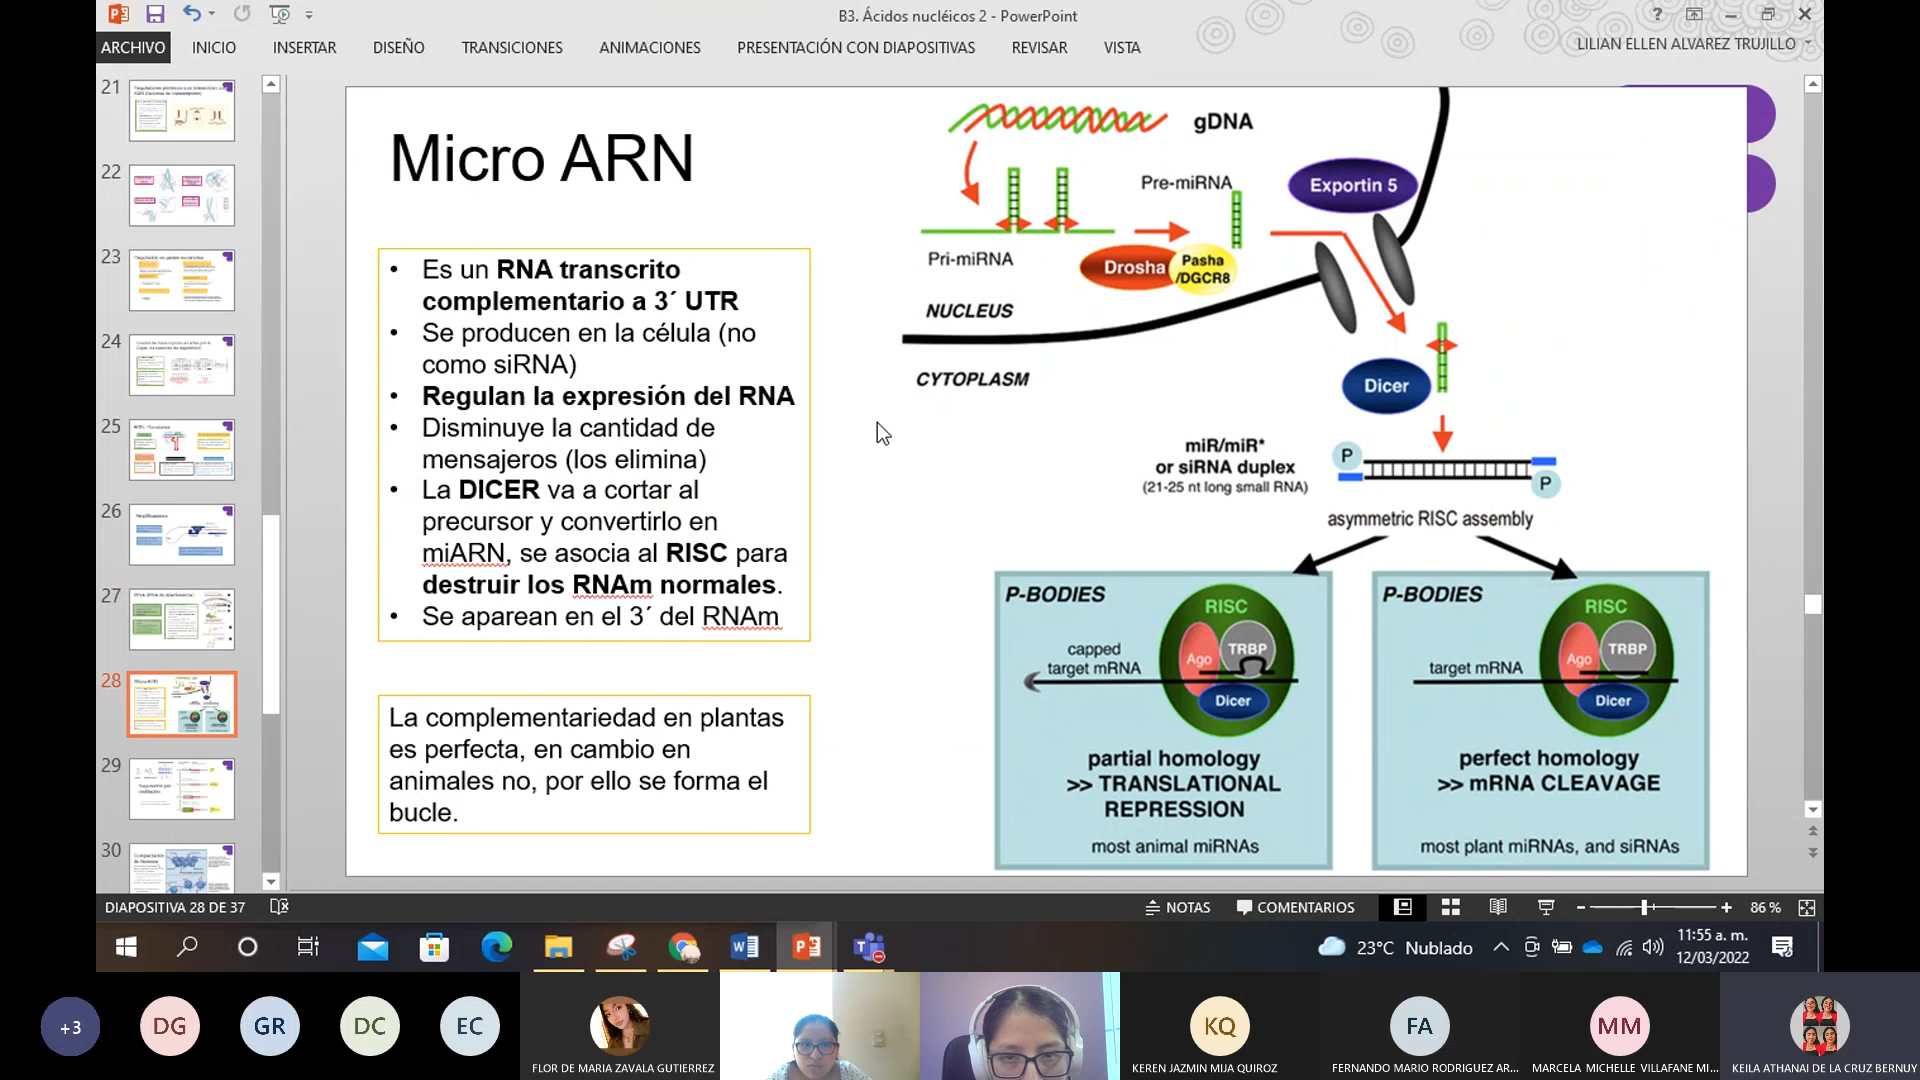 B3. Ácidos nucléicos 2 - PowerPoint
ARCHIVO INICIO INSERTAR DISEÑO TRANSICIONES ANIMACIONES PRESENTACIÓN CON DIAPOSITIVAS REVISAR VISTA
LILIAN ELLEN ALVAREZ TRUJILLO
21
22
23
24
25
26
27
28
29
30
Micro ARN
• Es un RNA transcrito
complementario a 3´ UTR
• Se producen en la célula (no
como siRNA)
• Regulan la expresión del RNA
• Disminuye la cantidad de
mensajeros (los elimina)
• La DICER va a cortar al
precursor y convertirlo en
miARN, se asocia al RISC para
destruir los RNAm normales.
• Se aparean en el 3´ del RNAm
La complementariedad en plantas
es perfecta, en cambio en
animales no, por ello se forma el
bucle.
gDNA
Pre-miRNA
Exportin 5
Pri-miRNA
Drosha
Pasha
/DGCR8
NUCLEUS
CYTOPLASM
Dicer
miR/miR*
or siRNA duplex
(21-25 nt long small RNA)
P
P
asymmetric RISC assembly
P-BODIES
RISC
capped
target mRNA
Ago
TRBP
Dicer
partial homology
>> TRANSLATIONAL
REPRESSION
most animal miRNAs
P-BODIES
RISC
target mRNA
Ago
TRBP
Dicer
perfect homology
>> mRNA CLEAVAGE
most plant miRNAs, and siRNAs
DIAPOSITIVA 28 DE 37
NOTAS COMENTARIOS 86 %
23°C Nublado
11:55 a. m.
12/03/2022
+3 DG GR DC EC KQ FA MM
FLOR DE MARIA ZAVALA GUTIERREZ
KEREN JAZMIN MIJA QUIROZ
FERNANDO MARIO RODRIGUEZ AR...
MARCELA MICHELLE VILLAFANE MI...
KEILA ATHANAI DE LA CRUZ BERNUY